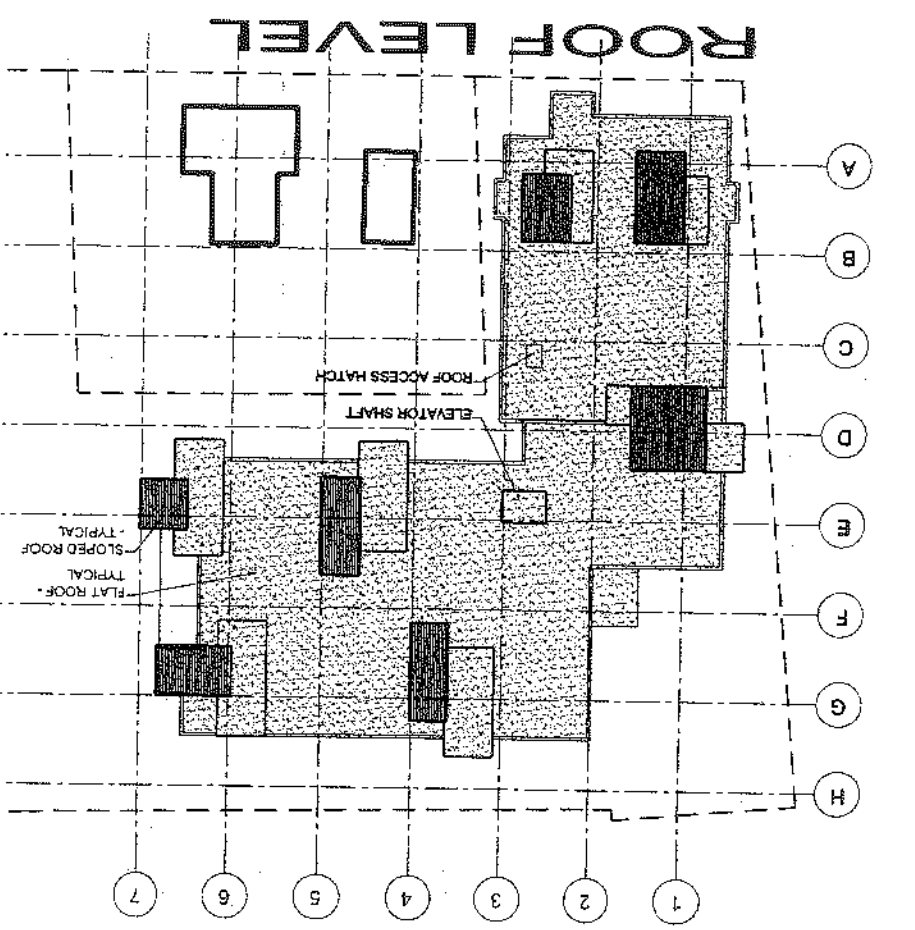 1 2 3 4 5 6 7
H
G
F
FLAT ROOF -
TYPICAL
SLOPED ROOF
- TYPICAL
E
D
ELEVATOR SHAFT
ROOF ACCESS HATCH
C
B
A
ROOF LEVEL